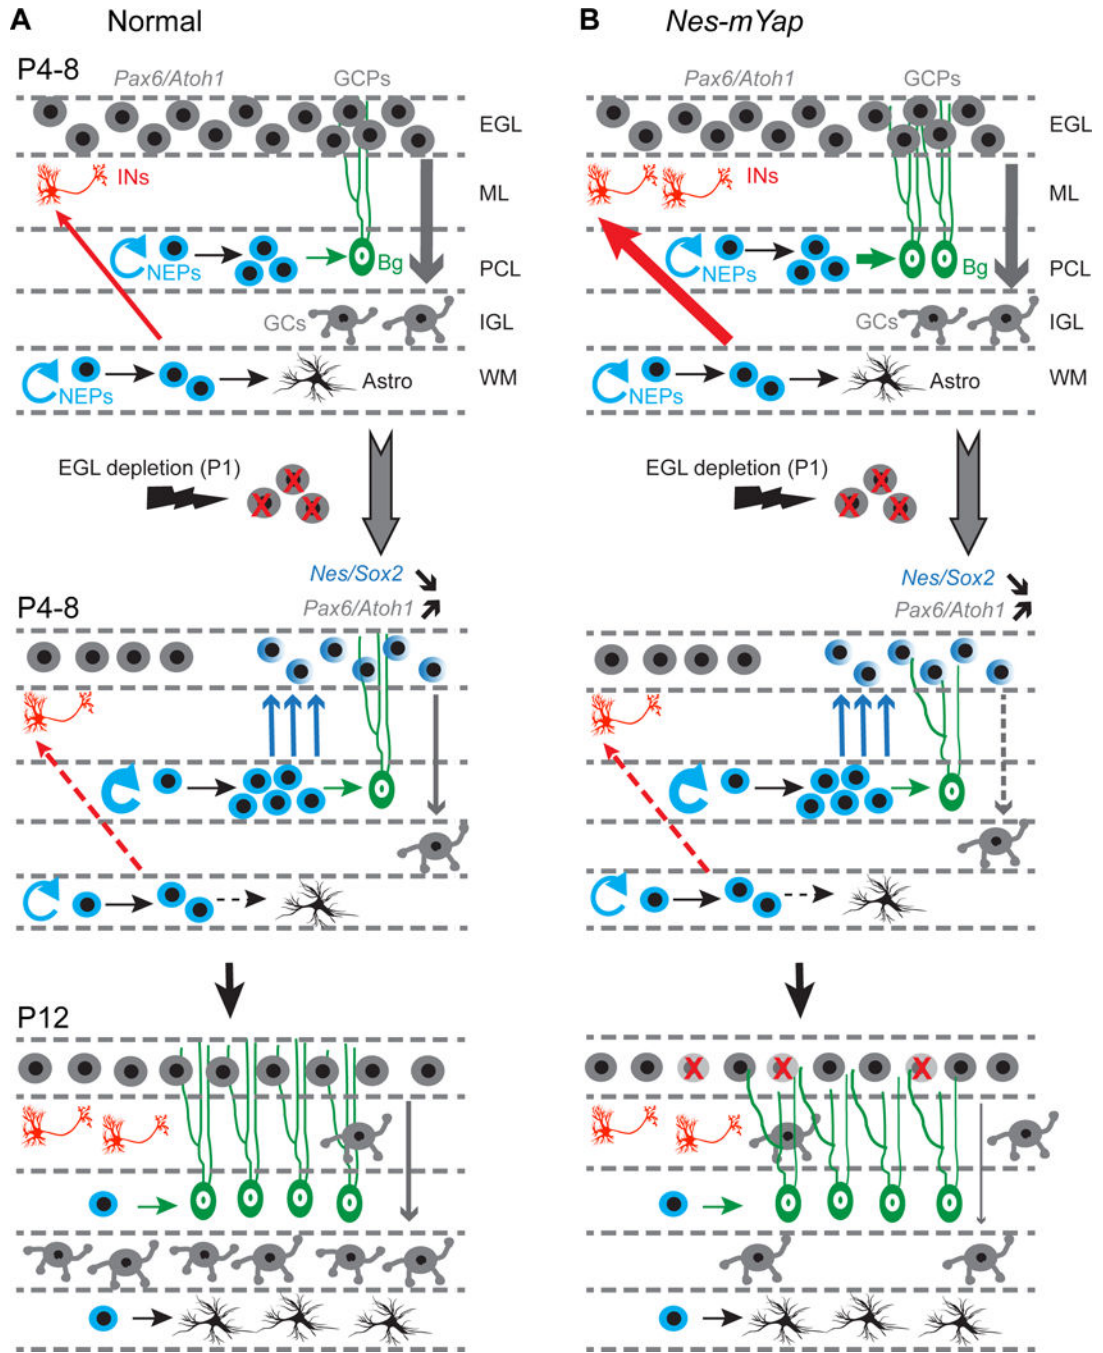 A Normal
B Nes-mYap
P4-8
Pax6/Atoh1 GCPs
EGL
INs
ML
NEPs Bg
PCL
GCs
IGL
NEPs Astro
WM
Pax6/Atoh1 GCPs
EGL
INs
ML
NEPs Bg
PCL
GCs
IGL
NEPs Astro
WM
EGL depletion (P1)
X X X
EGL depletion (P1)
X X X
Nes/Sox2
P4-8 Pax6/Atoh1
Nes/Sox2
Pax6/Atoh1
P12
X X X